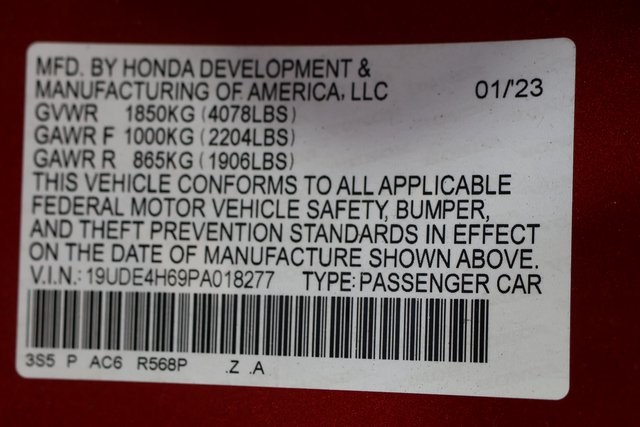 MFD. BY HONDA DEVELOPMENT &
MANUFACTURING OF AMERICA, LLC 01/'23
GVWR 1850KG (4078LBS)
GAWR F 1000KG (2204LBS)
GAWR R 865KG (1906LBS)
THIS VEHICLE CONFORMS TO ALL APPLICABLE
FEDERAL MOTOR VEHICLE SAFETY, BUMPER,
AND THEFT PREVENTION STANDARDS IN EFFECT
ON THE DATE OF MANUFACTURE SHOWN ABOVE.
V.I.N.: 19UDE4H69PA018277 TYPE: PASSENGER CAR
3S5 P AC6 R568P .Z .A